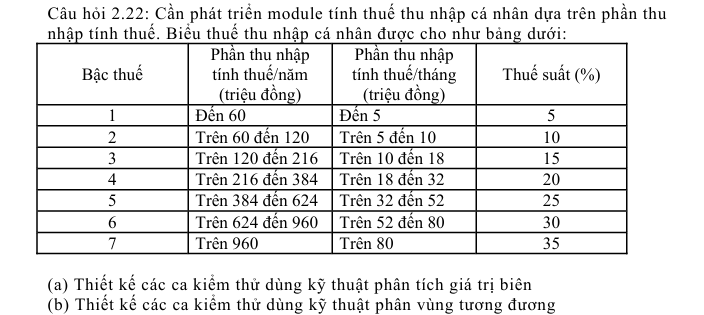 Câu hỏi 2.22: Cần phát triển module tính thuế thu nhập cá nhân dựa trên phần thu
nhập tính thuế. Biểu thuế thu nhập cá nhân được cho như bảng dưới:
Bậc thuế Phần thu nhập tính thuế/năm (triệu đồng) Phần thu nhập tính thuế/tháng (triệu đồng) Thuế suất (%)
1 Đến 60 Đến 5 5
2 Trên 60 đến 120 Trên 5 đến 10 10
3 Trên 120 đến 216 Trên 10 đến 18 15
4 Trên 216 đến 384 Trên 18 đến 32 20
5 Trên 384 đến 624 Trên 32 đến 52 25
6 Trên 624 đến 960 Trên 52 đến 80 30
7 Trên 960 Trên 80 35
(a) Thiết kế các ca kiểm thử dùng kỹ thuật phân tích giá trị biên
(b) Thiết kế các ca kiểm thử dùng kỹ thuật phân vùng tương đương